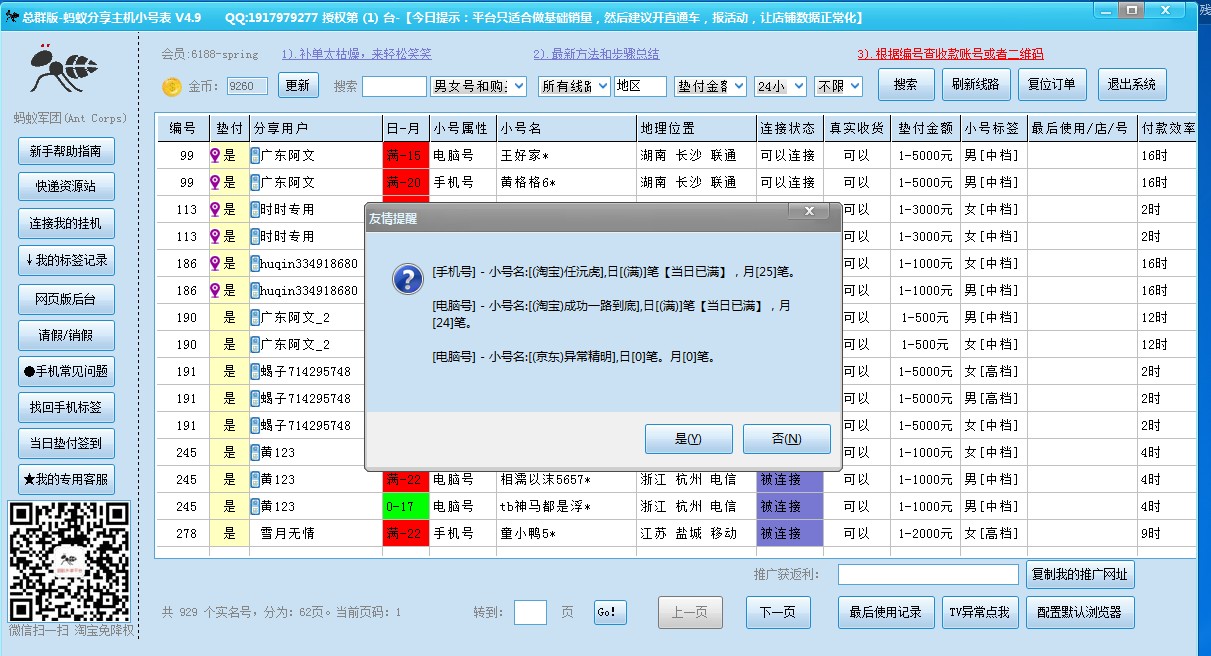 总群版-蚂蚁分享主机小号表 V4.9 QQ:1917979277 授权第 (1) 台-【今日提示：平台只适合做基础销量，然后建议开直通车，报活动，让店铺数据正常化】
会员:6188-spring 1).补单太枯燥，来轻松笑笑 2).最新方法和步骤总结 3).根据编号查收款账号或者二维码
金币: 9260 更新 搜索 男女号和购 所有线路 地区 垫付金额 24小 不限 搜索 刷新线路 复位订单 退出系统
蚂蚁军团(Ant Corps)
新手帮助指南
快递资源站
连接我的挂机
↓我的标签记录
网页版后台
请假/销假
●手机常见问题
找回手机标签
当日垫付签到
★我的专用客服
微信扫一扫 淘宝免降权
编号 垫付 分享用户 日-月 小号属性 小号名 地理位置 连接状态 真实收货 垫付金额 小号标签 最后使用/店/号 付款效率
99 是 广东阿文 满-15 电脑号 王好家* 湖南 长沙 联通 可以连接 可以 1-5000元 男[中档] 16时
99 是 广东阿文 满-20 手机号 黄格格6* 湖南 长沙 联通 可以连接 可以 1-5000元 男[中档] 16时
113 是 时时专用 可以 1-3000元 女[中档] 2时
113 是 时时专用 可以 1-3000元 女[中档] 2时
186 是 huqin334918680 可以 1-1000元 女[中档] 16时
186 是 huqin334918680 可以 1-1000元 男[中档] 16时
190 是 广东阿文_2 可以 1-500元 男[中档] 12时
190 是 广东阿文_2 可以 1-500元 男[中档] 12时
191 是 蝎子714295748 可以 1-5000元 女[高档] 2时
191 是 蝎子714295748 可以 1-5000元 男[高档] 2时
191 是 蝎子714295748 可以 1-5000元 女[中档] 2时
245 是 黄123 可以 1-1000元 女[中档] 4时
245 是 黄123 满-22 电脑号 相濡以沫5657* 浙江 杭州 电信 被连接 可以 1-1000元 男[中档] 4时
245 是 黄123 0-17 电脑号 tb神马都是浮* 浙江 杭州 电信 被连接 可以 1-1000元 男[中档] 4时
278 是 雪月无情 满-22 手机号 童小鸭5* 江苏 盐城 移动 被连接 可以 1-2000元 女[高档] 9时
友情提醒
[手机号] - 小号名:[(淘宝)任沅虎],日[(满)]笔【当日已满】，月[25]笔。
[电脑号] - 小号名:[(淘宝)成功一路到底],日[(满)]笔【当日已满】，月
[24]笔。
[电脑号] - 小号名:[(京东)异常精明],日[0]笔。月[0]笔。
是(Y) 否(N)
推广获返利: 复制我的推广网址
共 929 个实名号，分为: 62页。当前页码: 1 转到: 页 Go! 上一页 下一页 最后使用记录 TV异常点我 配置默认浏览器